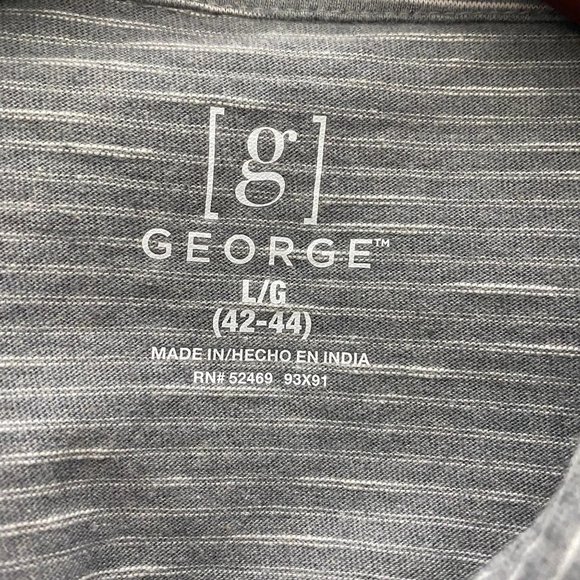 [g]
GEORGE™
L/G
(42-44)
MADE IN/HECHO EN INDIA
RN# 52469 93X91